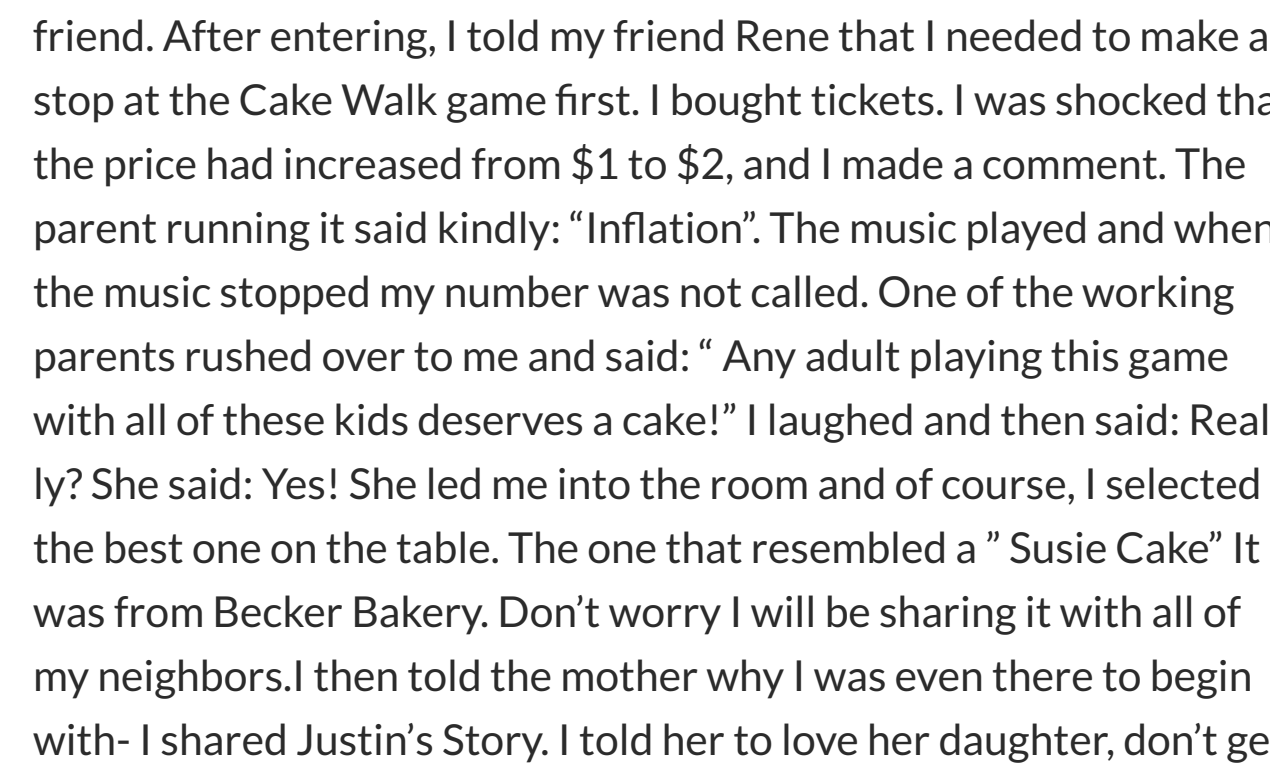 friend. After entering, I told my friend Rene that I needed to make a
stop at the Cake Walk game first. I bought tickets. I was shocked tha
the price had increased from $1 to $2, and I made a comment. The
parent running it said kindly: “Inflation”. The music played and when
the music stopped my number was not called. One of the working
parents rushed over to me and said: “ Any adult playing this game
with all of these kids deserves a cake!” I laughed and then said: Real
ly? She said: Yes! She led me into the room and of course, I selected
the best one on the table. The one that resembled a ” Susie Cake” It
was from Becker Bakery. Don’t worry I will be sharing it with all of
my neighbors.I then told the mother why I was even there to begin
with- I shared Justin’s Story. I told her to love her daughter, don’t ge